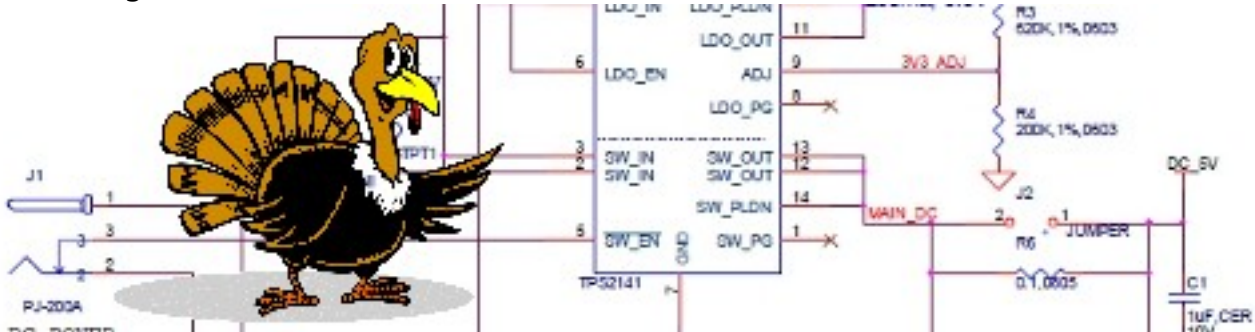 LDO_IN
LDO_PLDN
R3
620K, 1%,0603
11
LDO_OUT
6
LDO_EN
9
ADJ
3V3_ADJ
8
LDO_PG
R4
200K, 1%,0603
TPT1
3
SW_IN
SW_OUT
13
2
SW_IN
SW_OUT
12
DC_5V
J1
1
J2
SW_PLDN
14
MAIN_DC
2
1
JUMPER
3
3
5
SW_EN
GND
SW_PG
1
R6
2
2
TPS2141
7
0.1,0805
C1
PJ-200A
1uF,CER
10V